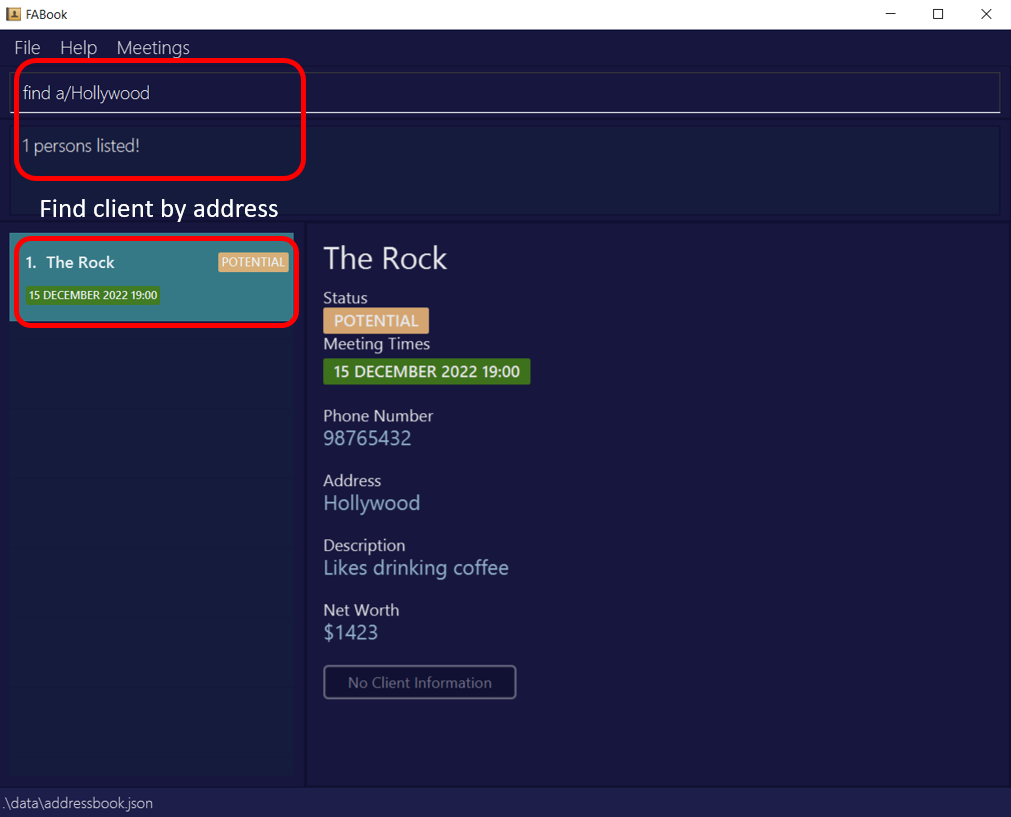 FABook
File Help Meetings
find a/Hollywood
1 persons listed!
Find client by address
1. The Rock POTENTIAL
15 DECEMBER 2022 19:00
The Rock
Status
POTENTIAL
Meeting Times
15 DECEMBER 2022 19:00
Phone Number
98765432
Address
Hollywood
Description
Likes drinking coffee
Net Worth
$1423
No Client Information
.\data\addressbook.json